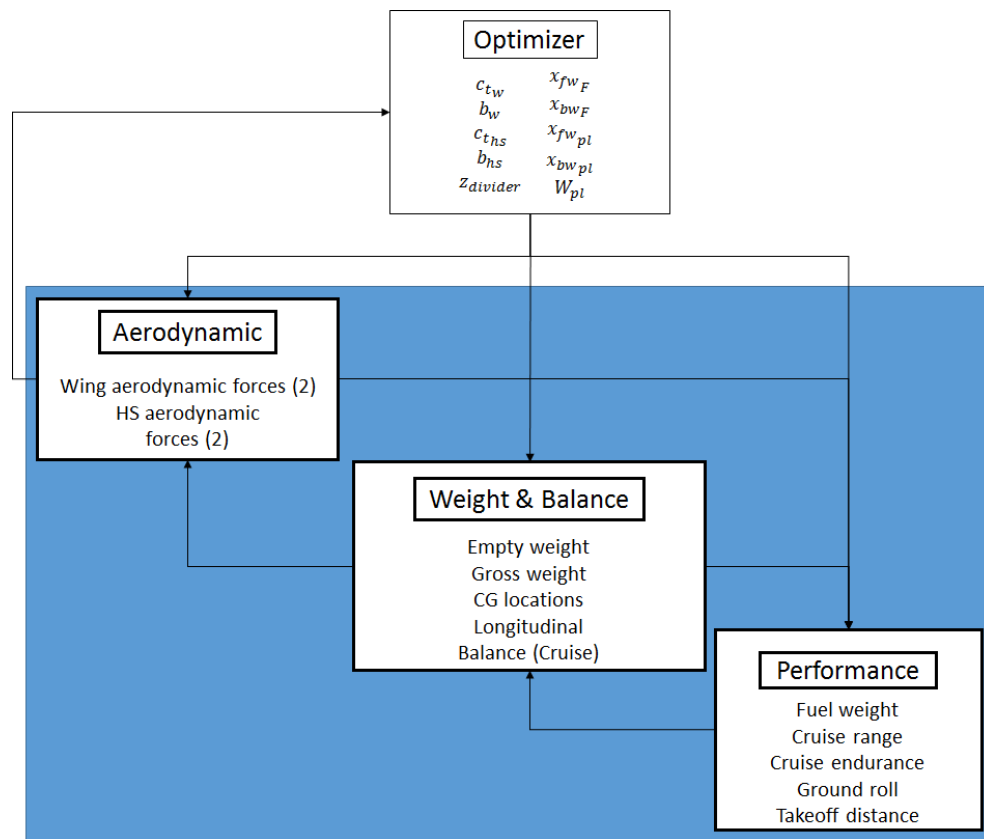 Optimizer
c_{t_w}
b_w
c_{t_{hs}}
b_{hs}
z_{divider}
x_{fw_F}
x_{bw_F}
x_{fw_{pl}}
x_{bw_{pl}}
W_{pl}
Aerodynamic
Wing aerodynamic forces (2)
HS aerodynamic
forces (2)
Weight & Balance
Empty weight
Gross weight
CG locations
Longitudinal
Balance (Cruise)
Performance
Fuel weight
Cruise range
Cruise endurance
Ground roll
Takeoff distance